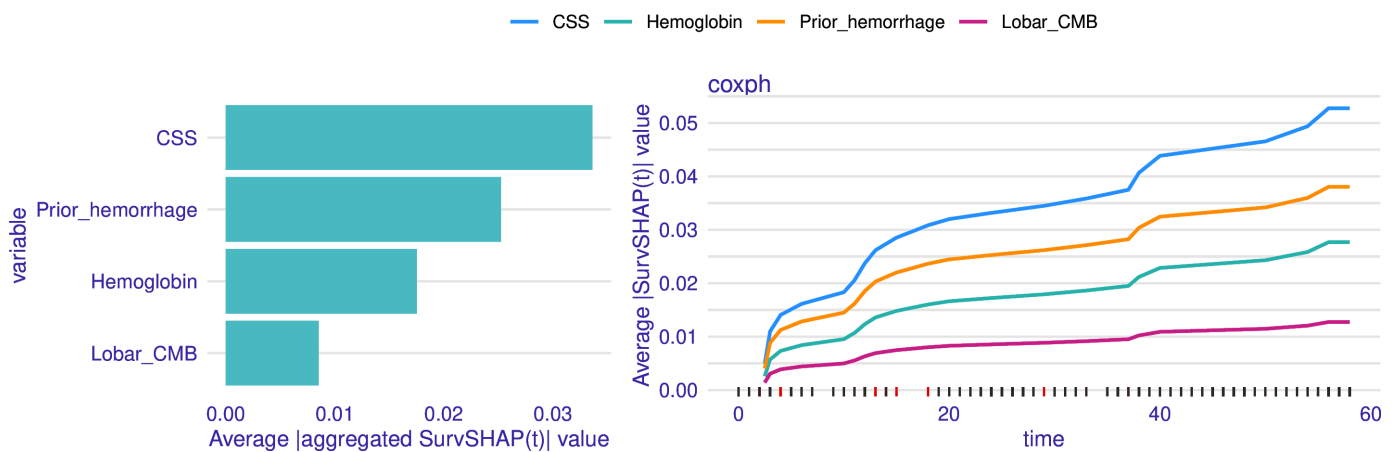 CSS Hemoglobin Prior_hemorrhage Lobar_CMB
variable
CSS
Prior_hemorrhage
Hemoglobin
Lobar_CMB
0.00 0.01 0.02 0.03
Average |aggregated SurvSHAP(t)| value
coxph
Average |SurvSHAP(t)| value
0.05
0.04
0.03
0.02
0.01
0.00
0 20 40 60
time